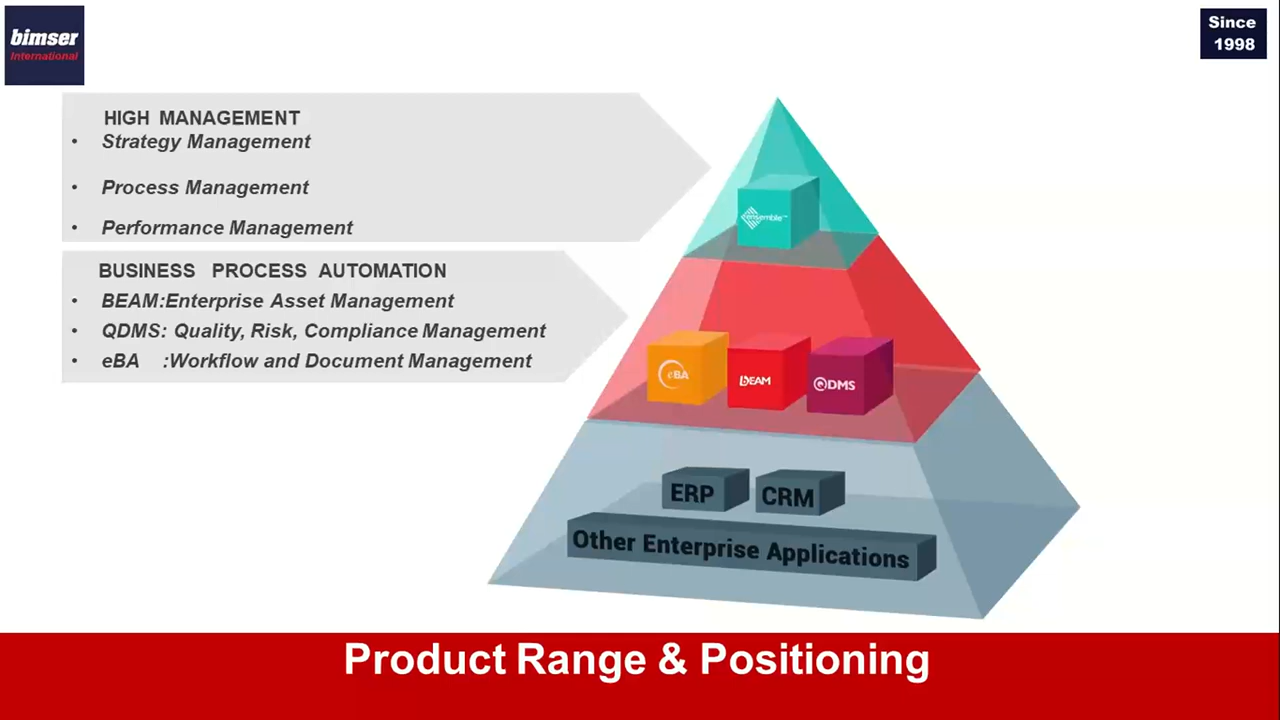 bimser
International
Since
1998
HIGH MANAGEMENT
• Strategy Management
• Process Management
• Performance Management
BUSINESS PROCESS AUTOMATION
• BEAM:Enterprise Asset Management
• QDMS: Quality, Risk, Compliance Management
• eBA :Workflow and Document Management
ensemble™
eBA
BEAM
QDMS
ERP
CRM
Other Enterprise Applications
Product Range & Positioning